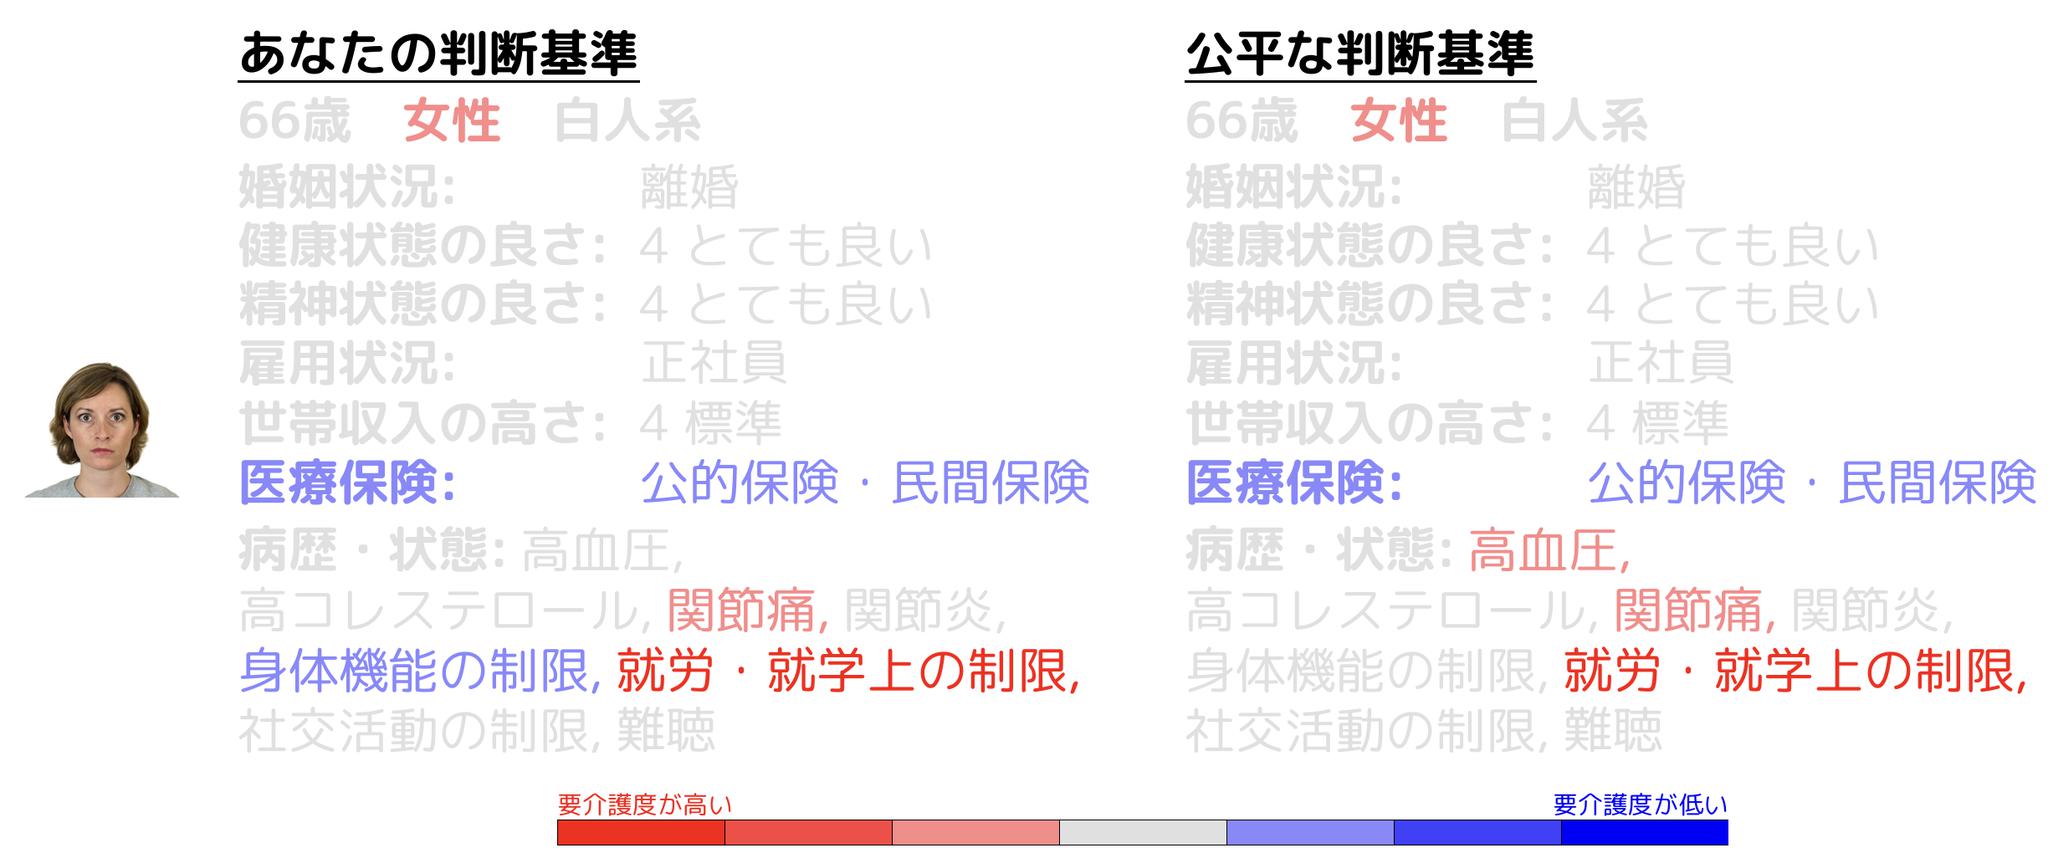 あなたの判断基準
66歳 女性 白人系
婚姻状況: 離婚
健康状態の良さ: 4 とても良い
精神状態の良さ: 4 とても良い
雇用状況: 正社員
世帯収入の高さ: 4 標準
医療保険: 公的保険・民間保険
病歴・状態: 高血圧,
高コレステロール, 関節痛, 関節炎,
身体機能の制限, 就労・就学上の制限,
社交活動の制限, 難聴
公平な判断基準
66歳 女性 白人系
婚姻状況: 離婚
健康状態の良さ: 4 とても良い
精神状態の良さ: 4 とても良い
雇用状況: 正社員
世帯収入の高さ: 4 標準
医療保険: 公的保険・民間保険
病歴・状態: 高血圧,
高コレステロール, 関節痛, 関節炎,
身体機能の制限, 就労・就学上の制限,
社交活動の制限, 難聴
要介護度が高い 要介護度が低い